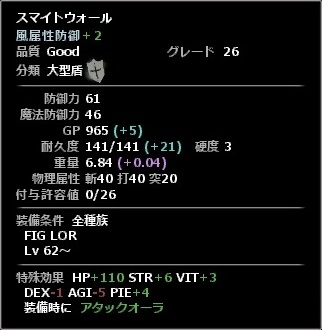 スマイトウォール
風属性防御+2
品質 Good グレード 26
分類 大型盾
防御力 61
魔法防御力 46
GP 965 (+5)
耐久度 141/141 (+21) 硬度 3
重量 6.84 (+0.04)
物理属性 斬40 打40 突20
付与許容値 0/26
装備条件 全種族
FIG LOR
Lv 62～
特殊効果 HP+110 STR+6 VIT+3
DEX-1 AGI-5 PIE+4
装備時に アタックオーラ